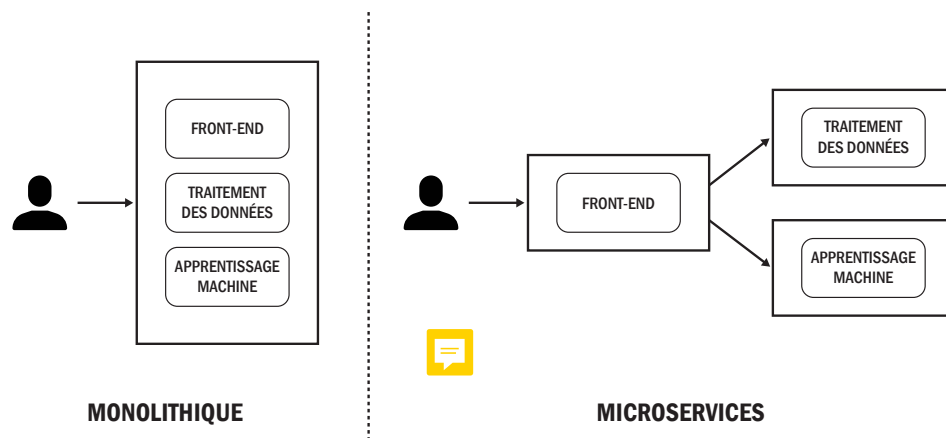 FRONT-END
TRAITEMENT
DES DONNÉES
APPRENTISSAGE
MACHINE
MONOLITHIQUE
FRONT-END
TRAITEMENT
DES DONNÉES
APPRENTISSAGE
MACHINE
MICROSERVICES